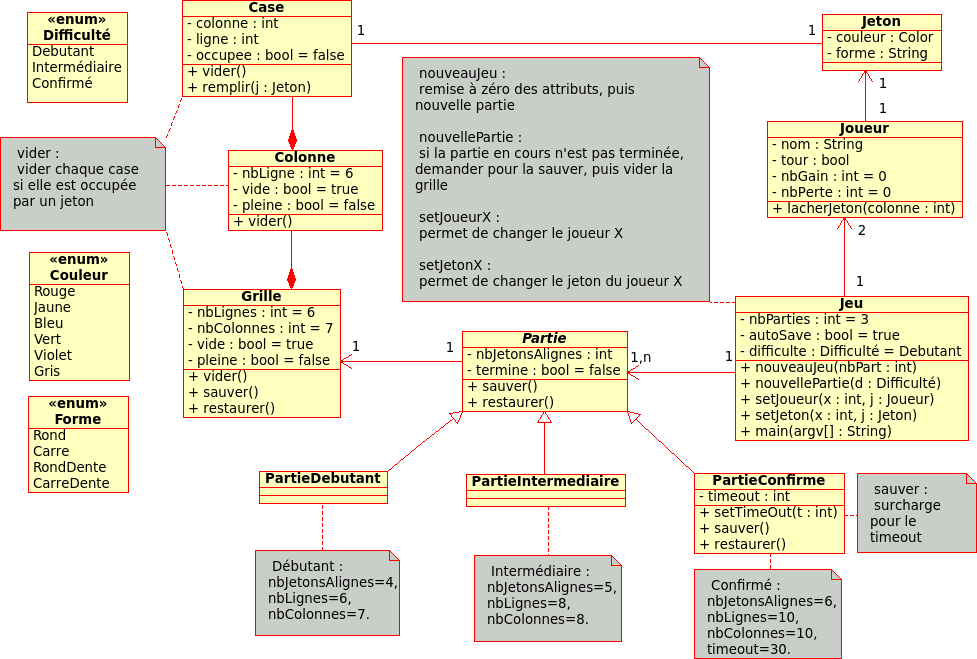 «enum»
Difficulté
Debutant
Intermédiaire
Confirmé
Case
- colonne : int
- ligne : int
- occupee : bool = false
+ vider()
+ remplir(j : Jeton)
1
1
Jeton
- couleur : Color
- forme : String
1
1
nouveauJeu :
remise à zéro des attributs, puis
nouvelle partie
nouvellePartie :
si la partie en cours n'est pas terminée,
demander pour la sauver, puis vider la
grille
setJoueurX :
permet de changer le joueur X
setJetonX :
permet de changer le jeton du joueur X
Joueur
- nom : String
- tour : bool
- nbGain : int = 0
- nbPerte : int = 0
+ lacherJeton(colonne : int)
2
1
vider :
vider chaque case
si elle est occupée
par un jeton
Colonne
- nbLigne : int = 6
- vide : bool = true
- pleine : bool = false
+ vider()
«enum»
Couleur
Rouge
Jaune
Bleu
Vert
Violet
Gris
Grille
- nbLignes : int = 6
- nbColonnes : int = 7
- vide : bool = true
- pleine : bool = false
+ vider()
+ sauver()
+ restaurer()
1
1
Partie
- nbJetonsAlignes : int
- termine : bool = false
+ sauver()
+ restaurer()
1,n
1
Jeu
- nbParties : int = 3
- autoSave : bool = true
- difficulte : Difficulté = Debutant
+ nouveauJeu(nbPart : int)
+ nouvellePartie(d : Difficulté)
+ setJoueur(x : int, j : Joueur)
+ setJeton(x : int, j : Jeton)
+ main(argv[] : String)
«enum»
Forme
Rond
Carre
RondDente
CarreDente
PartieDebutant
PartieIntermediaire
PartieConfirme
- timeout : int
+ setTimeOut(t : int)
+ sauver()
+ restaurer()
sauver :
surcharge
pour le
timeout
Débutant :
nbJetonsAlignes=4,
nbLignes=6,
nbColonnes=7.
Intermédiaire :
nbJetonsAlignes=5,
nbLignes=8,
nbColonnes=8.
Confirmé :
nbJetonsAlignes=6,
nbLignes=10,
nbColonnes=10,
timeout=30.